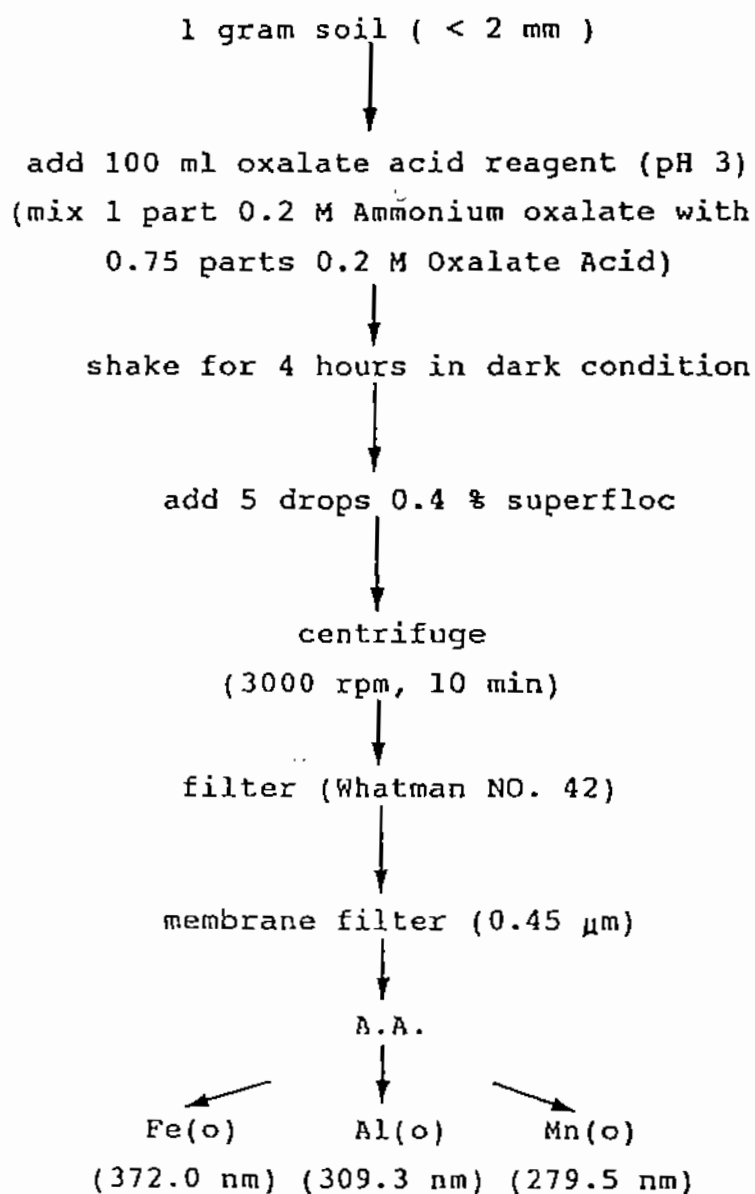 1 gram soil ( < 2 mm )
add 100 ml oxalate acid reagent (pH 3)
(mix 1 part 0.2 M Ammonium oxalate with
0.75 parts 0.2 M Oxalate Acid)
shake for 4 hours in dark condition
add 5 drops 0.4 % superfloc
centrifuge
(3000 rpm, 10 min)
filter (Whatman NO. 42)
membrane filter (0.45 μm)
A.A.
Fe(o) Al(o) Mn(o)
(372.0 nm) (309.3 nm) (279.5 nm)